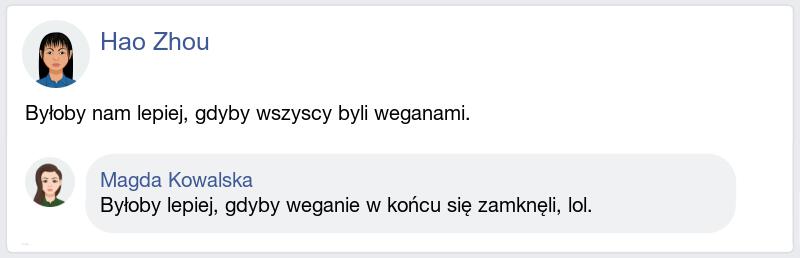 Hao Zhou
Byłoby nam lepiej, gdyby wszyscy byli weganami.
Magda Kowalska
Byłoby lepiej, gdyby weganie w końcu się zamknęli, lol.